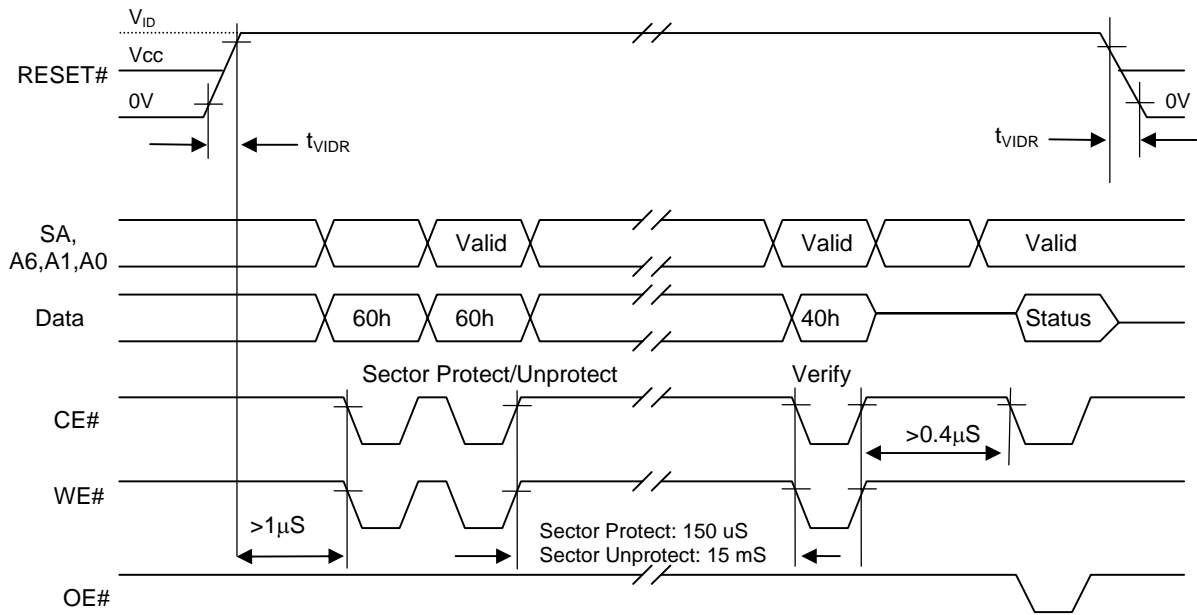 VID
Vcc
RESET#
0V
0V
tVIDR
tVIDR
SA,
A6,A1,A0
Valid
Valid
Valid
Data
60h
60h
40h
Status
Sector Protect/Unprotect
Verify
CE#
>0.4μS
WE#
>1μS
Sector Protect: 150 uS
Sector Unprotect: 15 mS
OE#